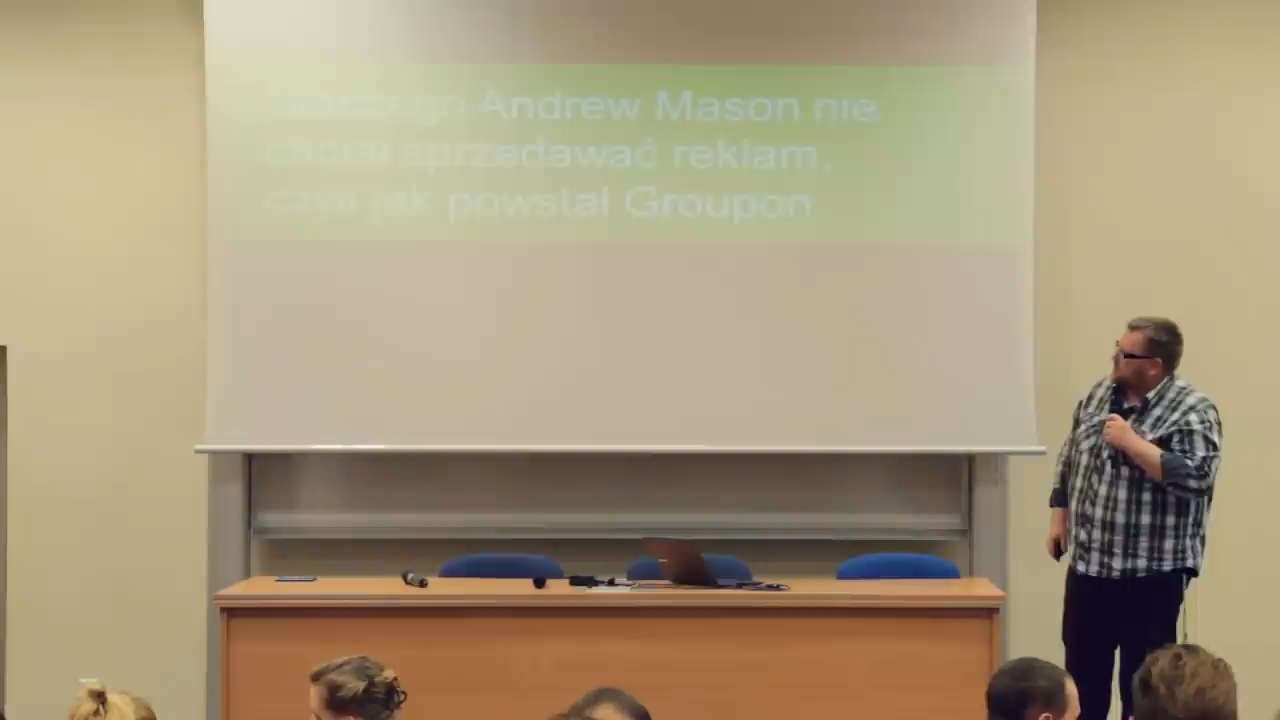 Dlaczego Andrew Mason nie
chciał sprzedawać reklam,
czyli jak powstał Groupon